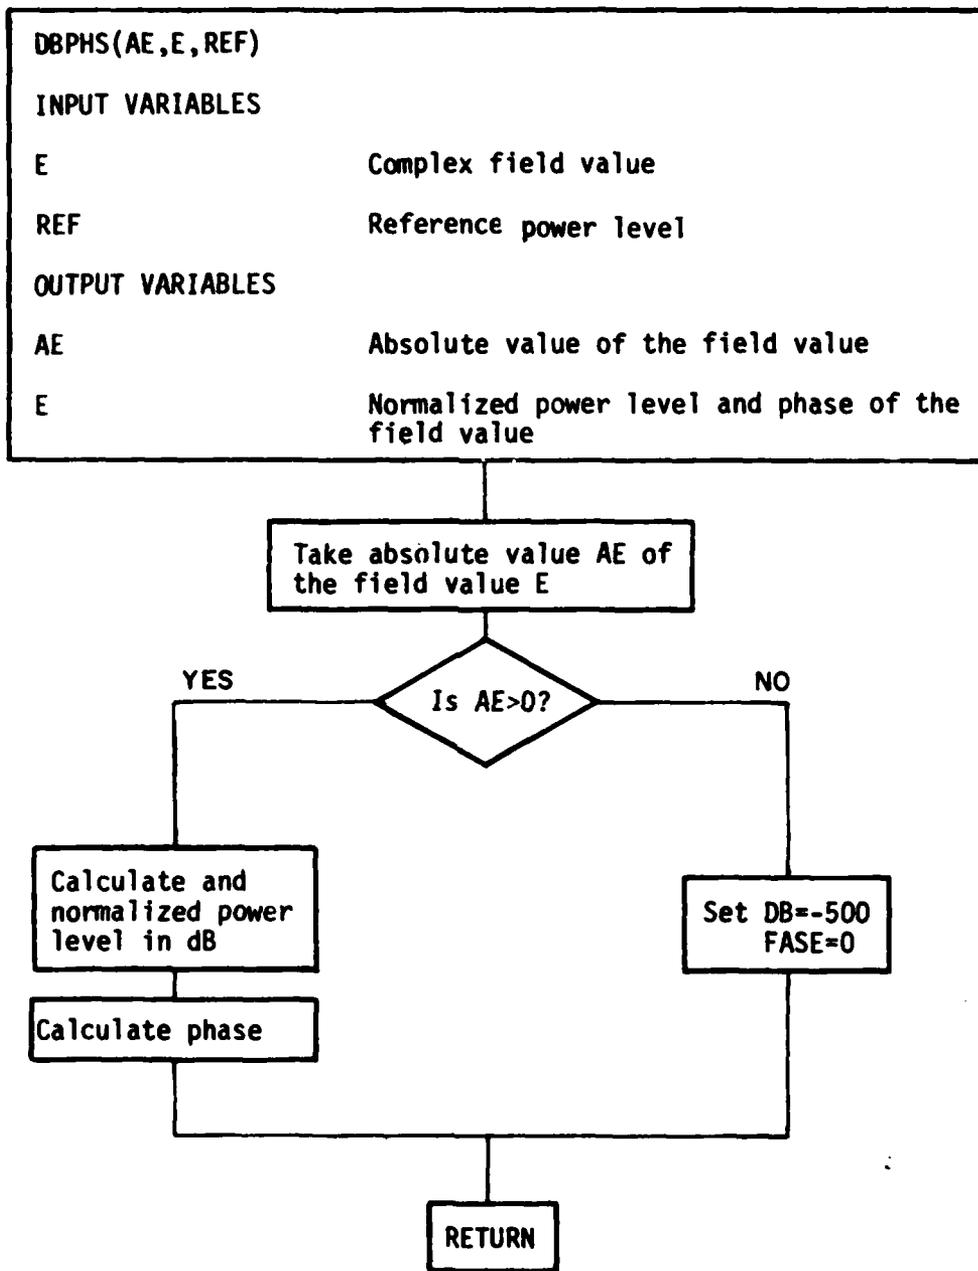 DBPHS(AE,E,REF)
INPUT VARIABLES
E Complex field value
REF Reference power level
OUTPUT VARIABLES
AE Absolute value of the field value
E Normalized power level and phase of the
field value
Take absolute value AE of
the field value E
Is AE>0?
YES
NO
Calculate and
normalized power
level in dB
Calculate phase
Set DB=-500
FASE=0
RETURN